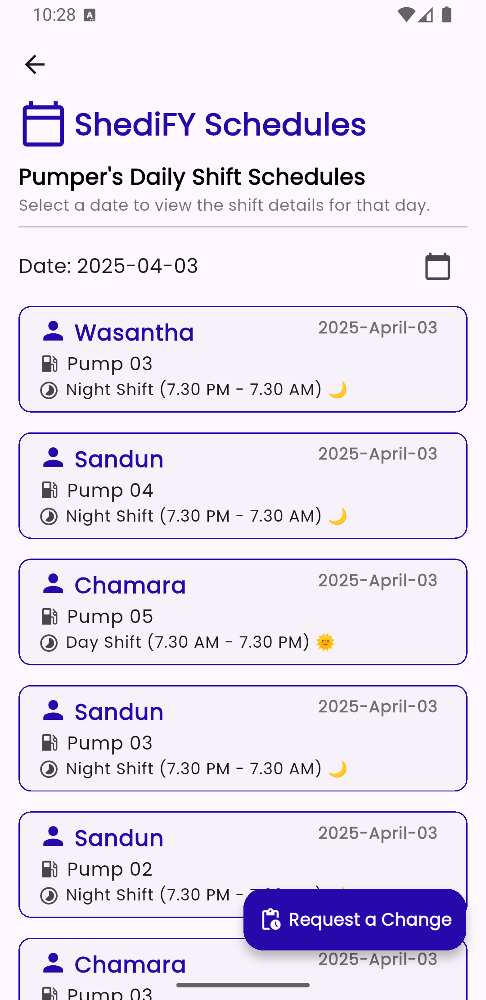 10:28
ShediFY Schedules
Pumper's Daily Shift Schedules
Select a date to view the shift details for that day.
Date: 2025-04-03
Wasantha 2025-April-03
Pump 03
Night Shift (7.30 PM - 7.30 AM) 🌙
Sandun 2025-April-03
Pump 04
Night Shift (7.30 PM - 7.30 AM) 🌙
Chamara 2025-April-03
Pump 05
Day Shift (7.30 AM - 7.30 PM) 🌞
Sandun 2025-April-03
Pump 03
Night Shift (7.30 PM - 7.30 AM) 🌙
Sandun 2025-April-03
Pump 02
Night Shift (7.30 PM -
Request a Change
Chamara 2025-April-03
Pump 03